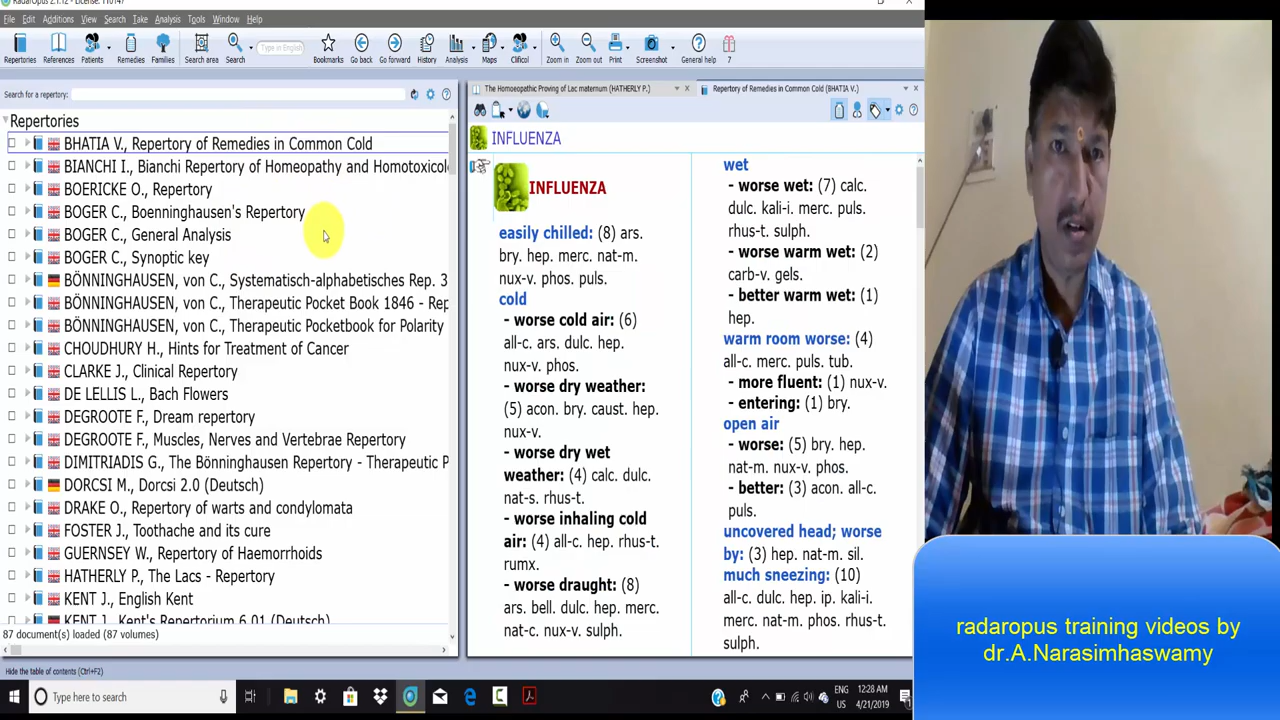 RadarOpus 2.1.12 - License: 110147
File Edit Additions View Search Take Analysis Tools Window Help
Repertories References Patients Remedies Families Search area Search Type in English Bookmarks Go back Go forward History Analysis Maps Clificol Zoom in Zoom out Print Screenshot General help 7
Search for a repertory:
Repertories
BHATIA V., Repertory of Remedies in Common Cold
BIANCHI I., Bianchi Repertory of Homeopathy and Homotoxicol
BOERICKE O., Repertory
BOGER C., Boenninghausen's Repertory
BOGER C., General Analysis
BOGER C., Synoptic key
BÖNNINGHAUSEN, von C., Systematisch-alphabetisches Rep. 3
BÖNNINGHAUSEN, von C., Therapeutic Pocket Book 1846 - Rep
BÖNNINGHAUSEN, von C., Therapeutic Pocketbook for Polarity
CHOUDHURY H., Hints for Treatment of Cancer
CLARKE J., Clinical Repertory
DE LELLIS L., Bach Flowers
DEGROOTE F., Dream repertory
DEGROOTE F., Muscles, Nerves and Vertebrae Repertory
DIMITRIADIS G., The Bönninghausen Repertory - Therapeutic P
DORCSI M., Dorcsi 2.0 (Deutsch)
DRAKE O., Repertory of warts and condylomata
FOSTER J., Toothache and its cure
GUERNSEY W., Repertory of Haemorrhoids
HATHERLY P., The Lacs - Repertory
KENT J., English Kent
KENT J., Kent's Repertorium 6.01 (Deutsch)
87 document(s) loaded (87 volumes)
Hide the table of contents (Ctrl+F2)
The Homoeopathic Proving of Lac maternum (HATHERLY P.)
Repertory of Remedies in Common Cold (BHATIA V.)
INFLUENZA
INFLUENZA
easily chilled: (8) ars.
bry. hep. merc. nat-m.
nux-v. phos. puls.
cold
- worse cold air: (6)
all-c. ars. dulc. hep.
nux-v. phos.
- worse dry weather:
(5) acon. bry. caust. hep.
nux-v.
- worse dry wet
weather: (4) calc. dulc.
nat-s. rhus-t.
- worse inhaling cold
air: (4) all-c. hep. rhus-t.
rumx.
- worse draught: (8)
ars. bell. dulc. hep. merc.
nat-c. nux-v. sulph.
wet
- worse wet: (7) calc.
dulc. kali-i. merc. puls.
rhus-t. sulph.
- worse warm wet: (2)
carb-v. gels.
- better warm wet: (1)
hep.
warm room worse: (4)
all-c. merc. puls. tub.
- more fluent: (1) nux-v.
- entering: (1) bry.
open air
- worse: (5) bry. hep.
nat-m. nux-v. phos.
- better: (3) acon. all-c.
puls.
uncovered head; worse
by: (3) hep. nat-m. sil.
much sneezing: (10)
all-c. dulc. hep. ip. kali-i.
merc. nat-m. phos. rhus-t.
sulph.
radaropus training videos by
dr.A.Narasimhaswamy
Type here to search
ENG
US
12:28 AM
4/21/2019